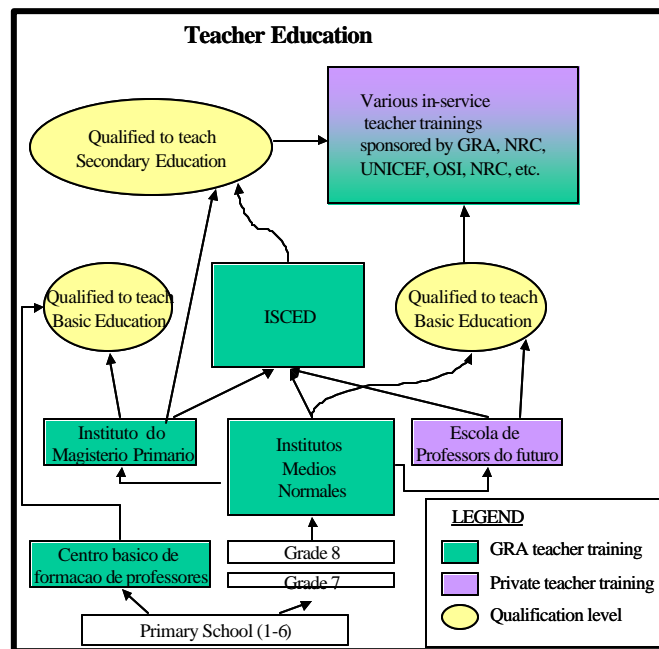 Teacher Education
Various in-service
teacher trainings
sponsored by GRA, NRC,
UNICEF, OSI, NRC, etc.
Qualified to teach
Secondary Education
Qualified to teach
Basic Education
ISCED
Qualified to teach
Basic Education
Instituto do
Magisterio Primario
Institutos
Medios
Normales
Escola de
Professors do futuro
Centro basico de
formacao de professores
Grade 8
Grade 7
Primary School (1-6)
LEGEND
GRA teacher training
Private teacher training
Qualification level